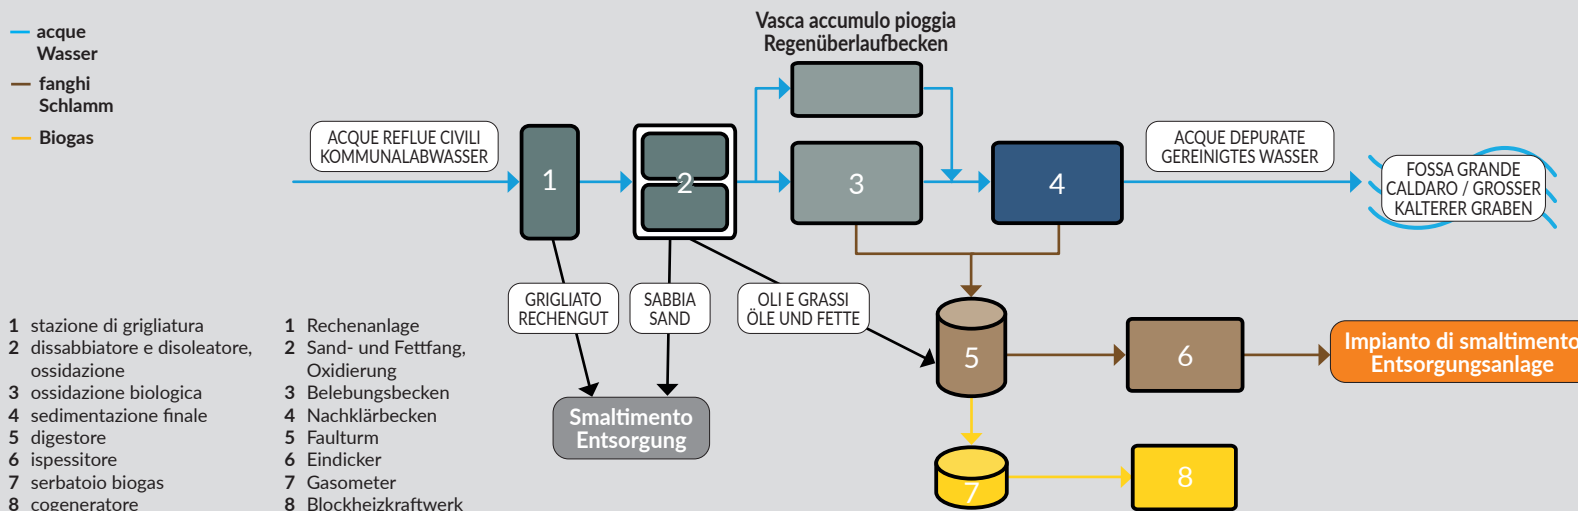 acque
Wasser
fanghi
Schlamm
Biogas
Vasca accumulo pioggia
Regenüberlaufbecken
ACQUE REFLUE CIVILI
KOMMUNALABWASSER
1
2
3
4
ACQUE DEPURATE
GEREINIGTES WASSER
FOSSA GRANDE
CALDARO / GROSSER
KALTERER GRABEN
GRIGLIATO
RECHENGUT
SABBIA
SAND
OLI E GRASSI
ÖLE UND FETTE
5
6
Impianto di smaltimento
Entsorgungsanlage
Smaltimento
Entsorgung
7
8
1 stazione di grigliatura
2 dissabbiatore e disoleatore,
ossidazione
3 ossidazione biologica
4 sedimentazione finale
5 digestore
6 ispessitore
7 serbatoio biogas
8 cogeneratore
1 Rechenanlage
2 Sand- und Fettfang,
Oxidierung
3 Belebungsbecken
4 Nachklärbecken
5 Faulturm
6 Eindicker
7 Gasometer
8 Blockheizkraftwerk